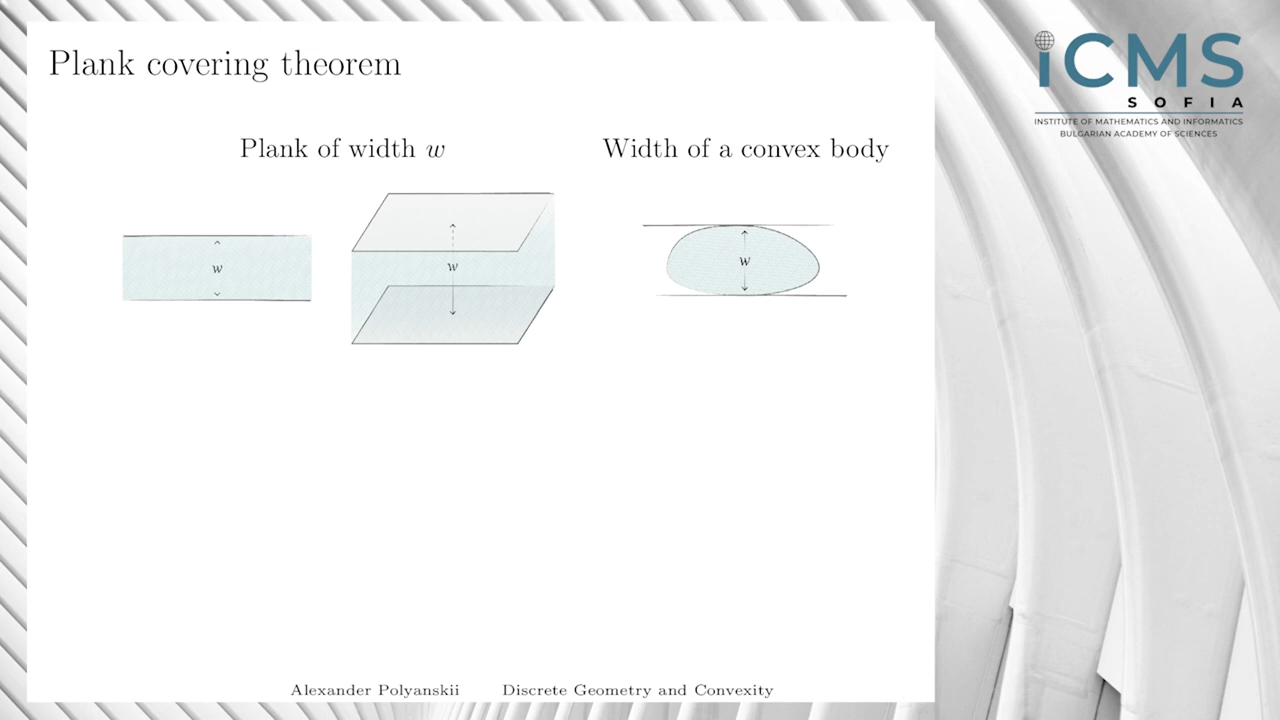 Plank covering theorem
Plank of width w
Width of a convex body
w
w
w
Alexander Polyanskii Discrete Geometry and Convexity
iCMS
SOFIA
INSTITUTE OF MATHEMATICS AND INFORMATICS
BULGARIAN ACADEMY OF SCIENCES